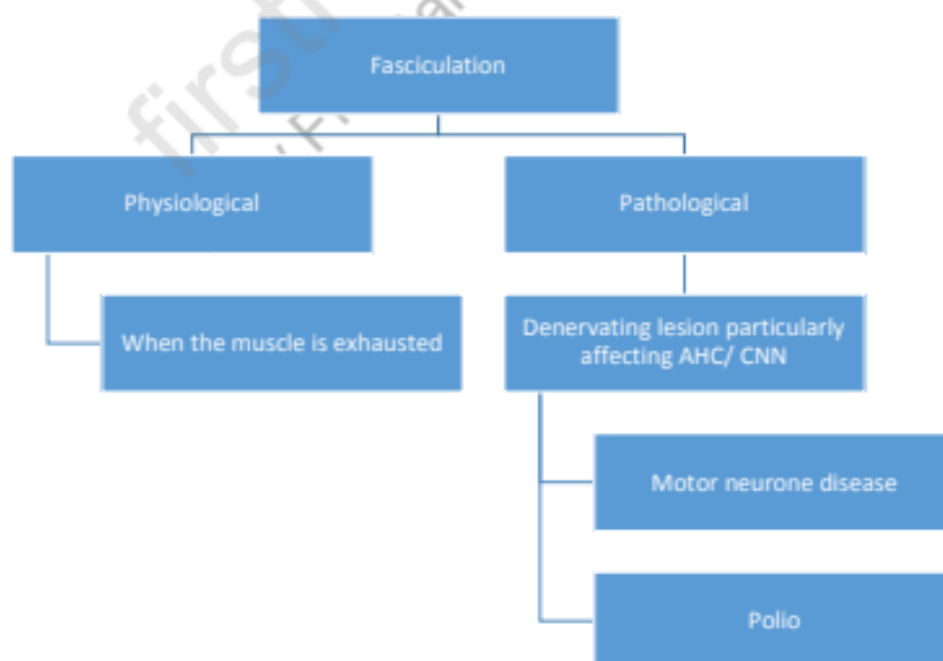 Fasciculation
Physiological
Pathological
When the muscle is exhausted
Denervating lesion particularly
affecting AHC/ CNN
Motor neurone disease
Polio